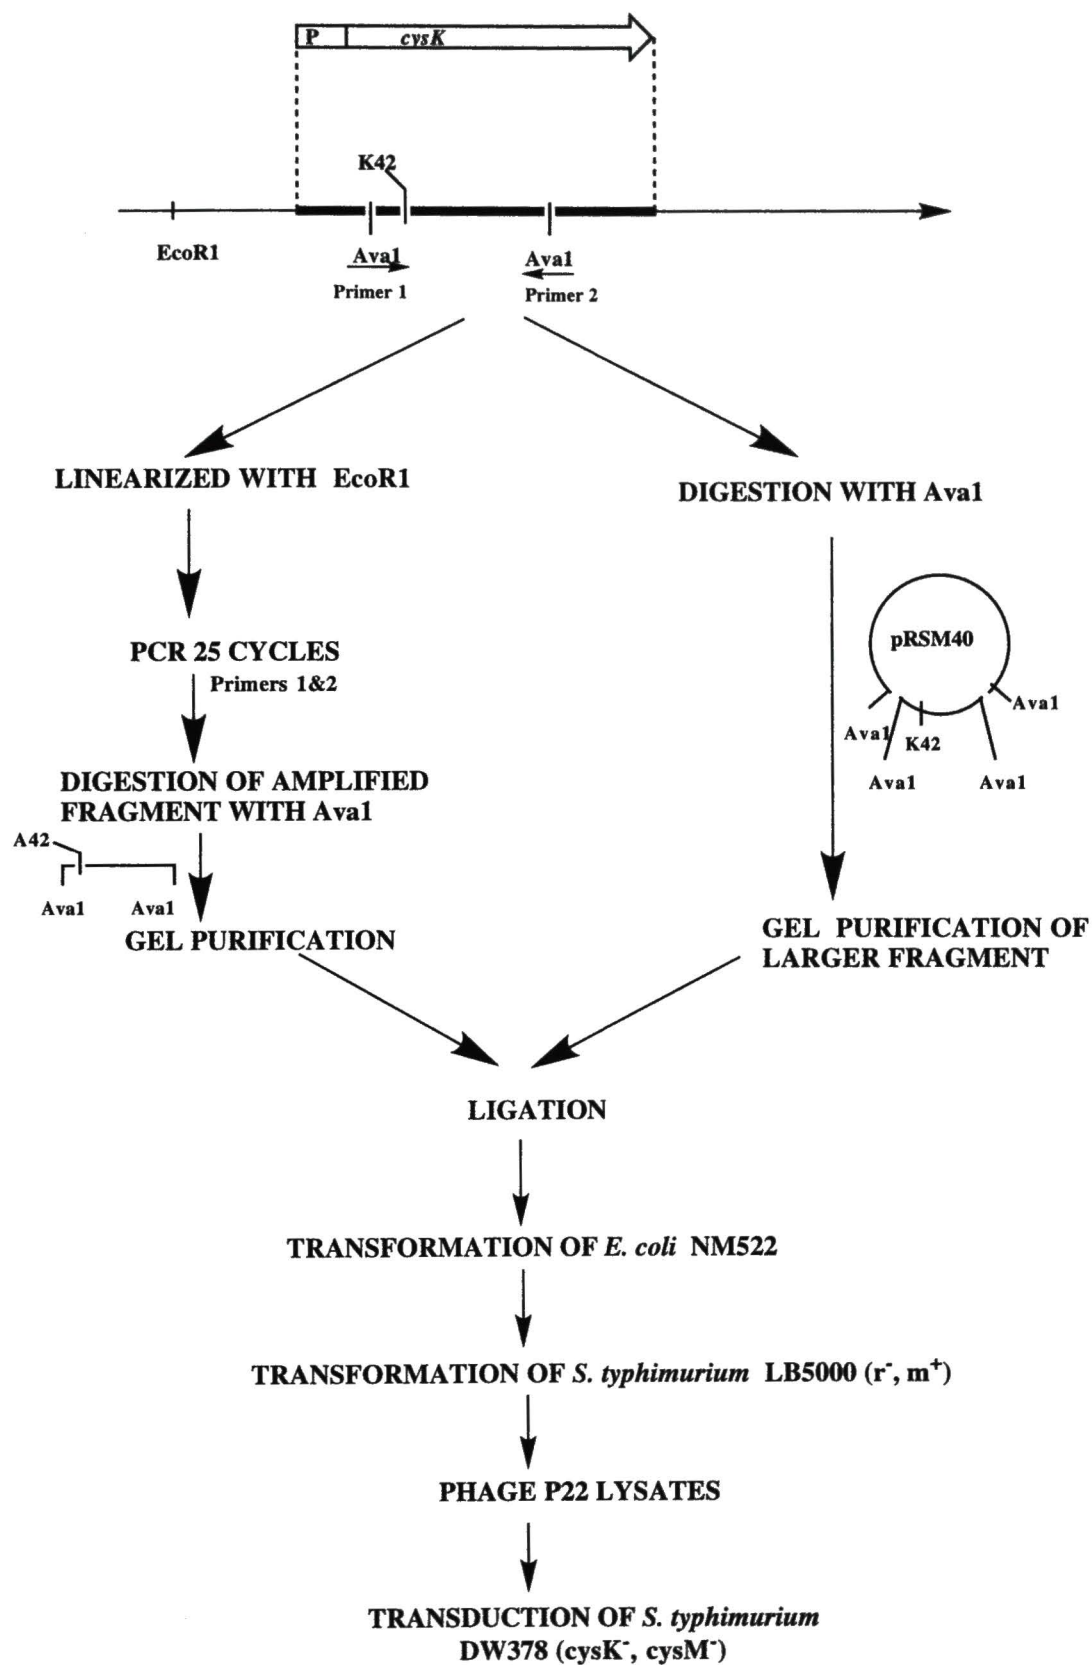 P cysK
K42
EcoR1
Ava1
Ava1
Primer 1
Primer 2
LINEARIZED WITH EcoR1
DIGESTION WITH Ava1
PCR 25 CYCLES
Primers 1&2
pRSM40
Ava1
Ava1
K42
Ava1
Ava1
DIGESTION OF AMPLIFIED
FRAGMENT WITH Ava1
A42
Ava1
Ava1
GEL PURIFICATION
GEL PURIFICATION OF
LARGER FRAGMENT
LIGATION
TRANSFORMATION OF E. coli NM522
TRANSFORMATION OF S. typhimurium LB5000 (r⁻, m⁺)
PHAGE P22 LYSATES
TRANSDUCTION OF S. typhimurium
DW378 (cysK⁻, cysM⁻)